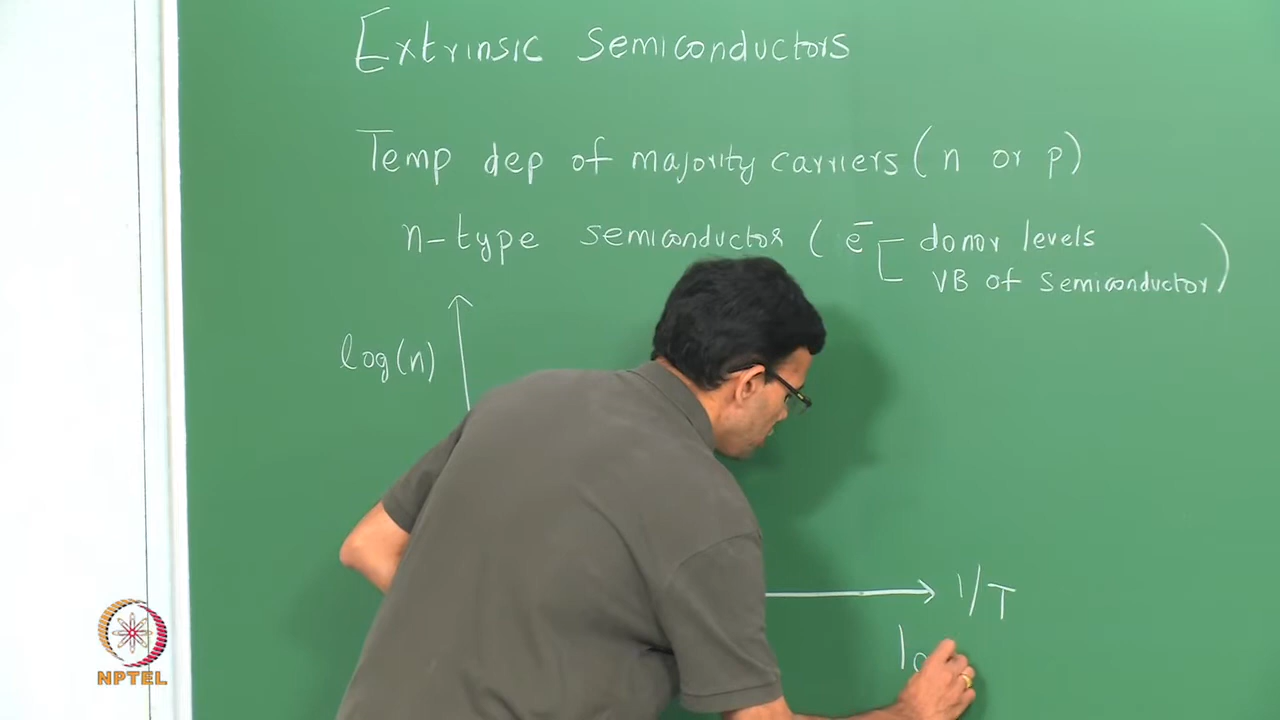 Extrinsic Semiconductors
Temp dep of majority carriers (n or p)
n-type semiconductor ( e⁻ [ donor levels
VB of semiconductor )
log(n)
1/T
lo
NPTEL